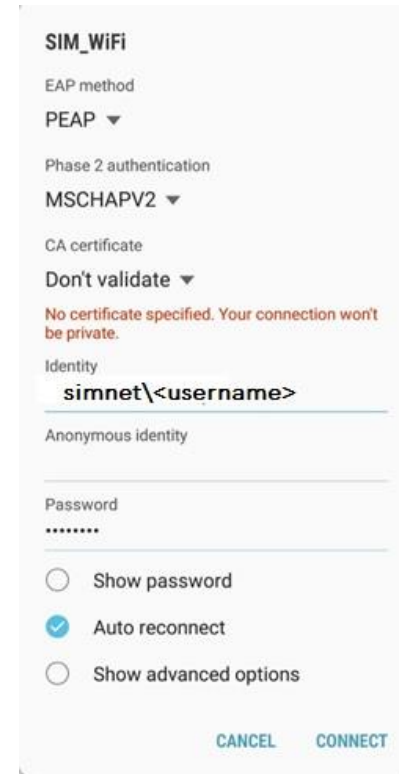 SIM_WiFi
EAP method
PEAP
Phase 2 authentication
MSCHAPV2
CA certificate
Don't validate
No certificate specified. Your connection won't
be private.
Identity
simnet\<username>
Anonymous identity
Password
••••••••
Show password
Auto reconnect
Show advanced options
CANCEL CONNECT